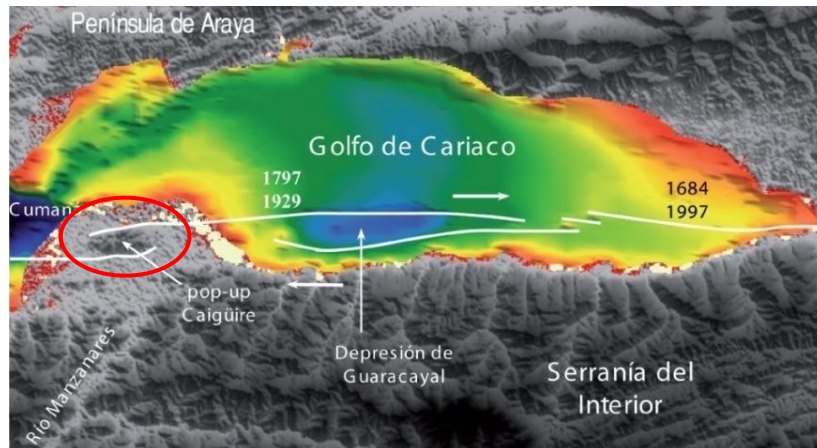 Península de Araya
Golfo de Cariaco
1797
1929
1684
1997
Cuman
pop-up
Caigüire
Depresión de
Guaracayal
Río Manzanares
Serranía del
Interior